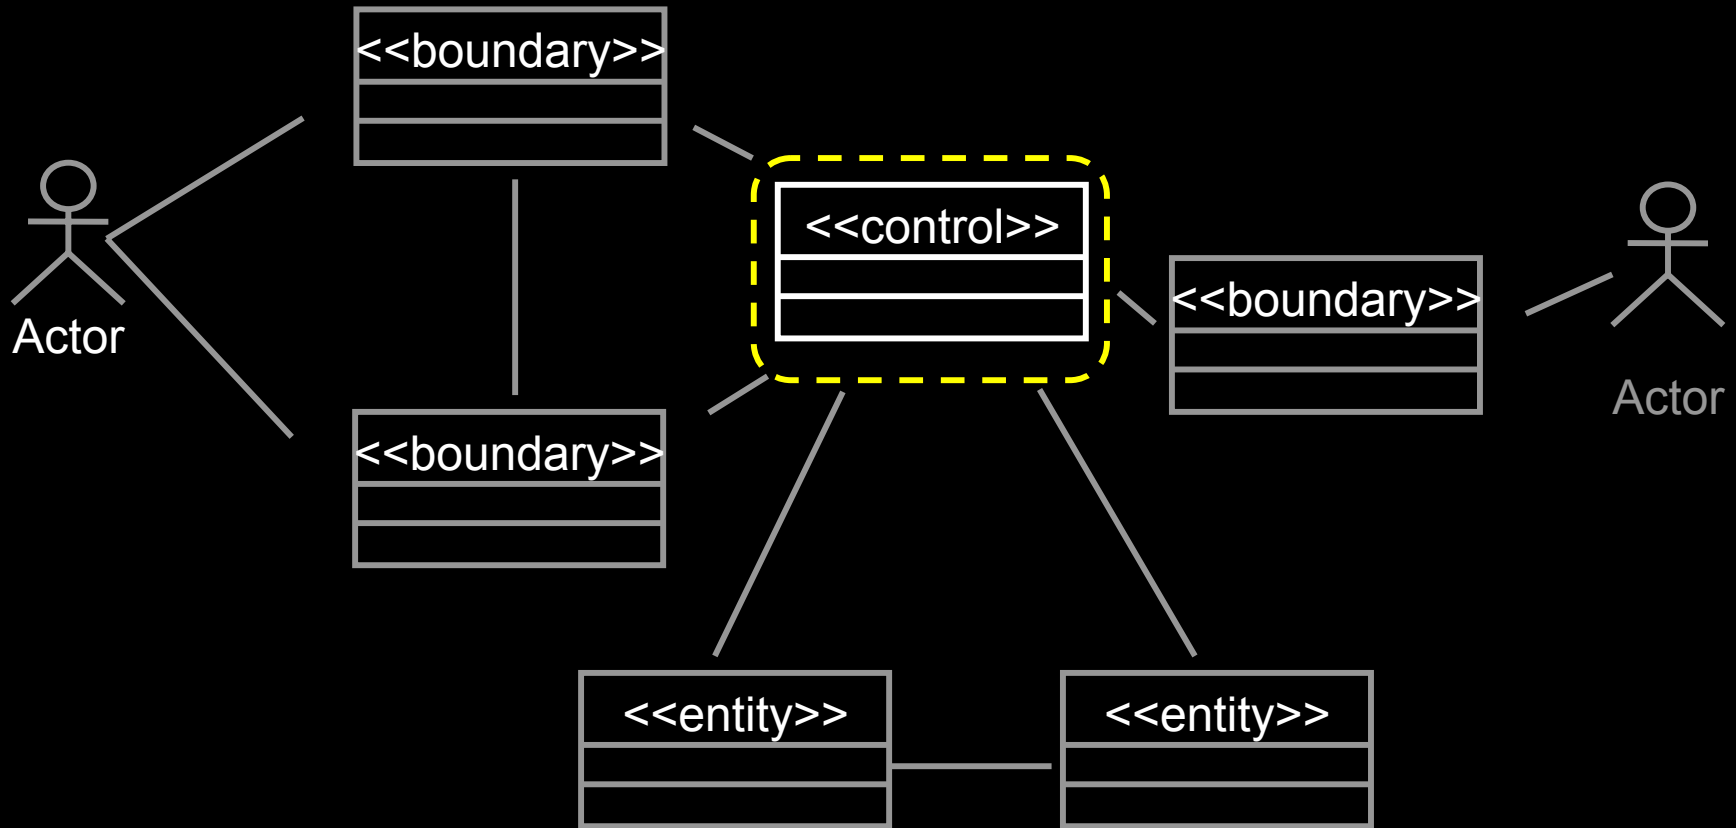 <<boundary>>
<<control>>
<<boundary>>
Actor
Actor
<<boundary>>
<<entity>>
<<entity>>